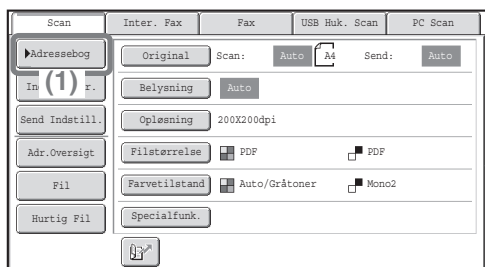 Scan Inter. Fax Fax USB Huk. Scan PC Scan
Adressebog Original Scan: Auto A4 Send: Auto
(1) r. Belysning Auto
Send Indstill. Opløsning 200X200dpi
Adr.Oversigt Filstørrelse PDF PDF
Fil Farvetilstand Auto/Gråtoner Mono2
Hurtig Fil Specialfunk.